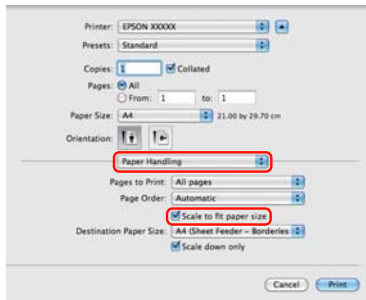 Printer: EPSON XXXXX
Presets: Standard
Copies: 1 Collated
Pages: All
From: 1 to: 1
Paper Size: A4 21.00 by 29.70 cm
Orientation:
Paper Handling
Pages to Print: All pages
Page Order: Automatic
Scale to fit paper size
Destination Paper Size: A4 (Sheet Feeder – Borderles
Scale down only
Cancel Print